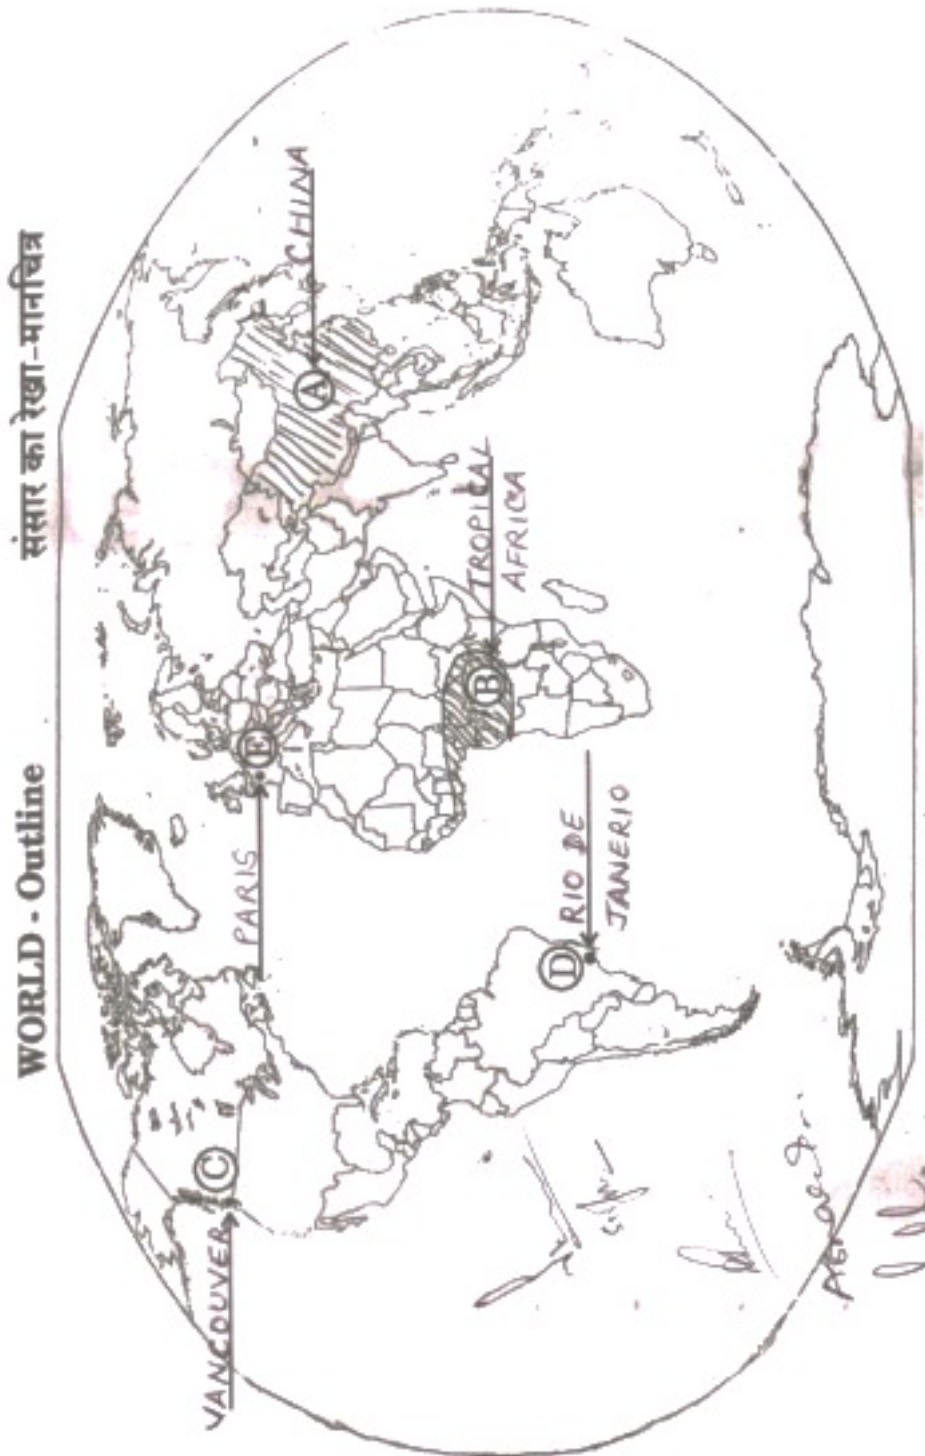 WORLD - Outline
संसार का रेखा-मानचित्र
VANCOUVER
C
PARIS
E
CHINA
A
TROPICAL
AFRICA
B
RIO DE
JANERIO
D